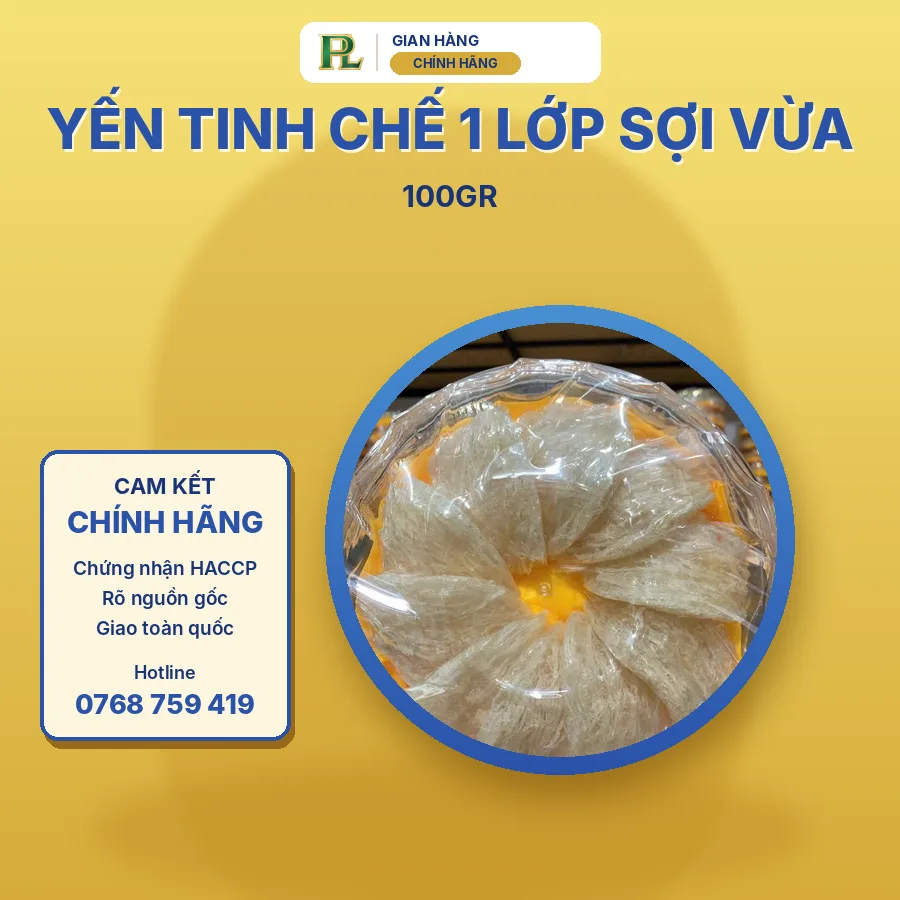 PL
GIAN HÀNG
CHÍNH HÃNG
YẾN TINH CHẾ 1 LỚP SỢI VỪA
100GR
CAM KẾT
CHÍNH HÃNG
Chứng nhận HACCP
Rõ nguồn gốc
Giao toàn quốc
Hotline
0768 759 419